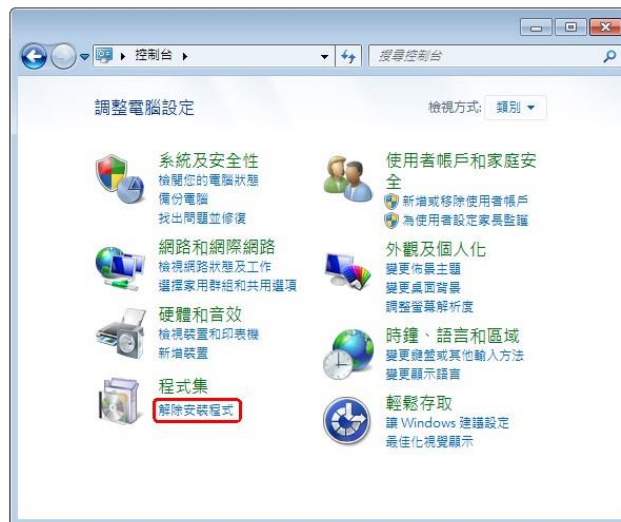 控制台
搜尋控制台
調整電腦設定
檢視方式: 類別
系統及安全性
檢閱您的電腦狀態
備份電腦
找出問題並修復
網路和網際網路
檢視網路狀態及工作
選擇家用群組和共用選項
硬體和音效
檢視裝置和印表機
新增裝置
程式集
解除安裝程式
使用者帳戶和家庭安
全
新增或移除使用者帳戶
為使用者設定家長監護
外觀及個人化
變更佈景主題
變更桌面背景
調整螢幕解析度
時鐘、語言和區域
變更鍵盤或其他輸入方法
變更顯示語言
輕鬆存取
讓 Windows 建議設定
最佳化視覺顯示